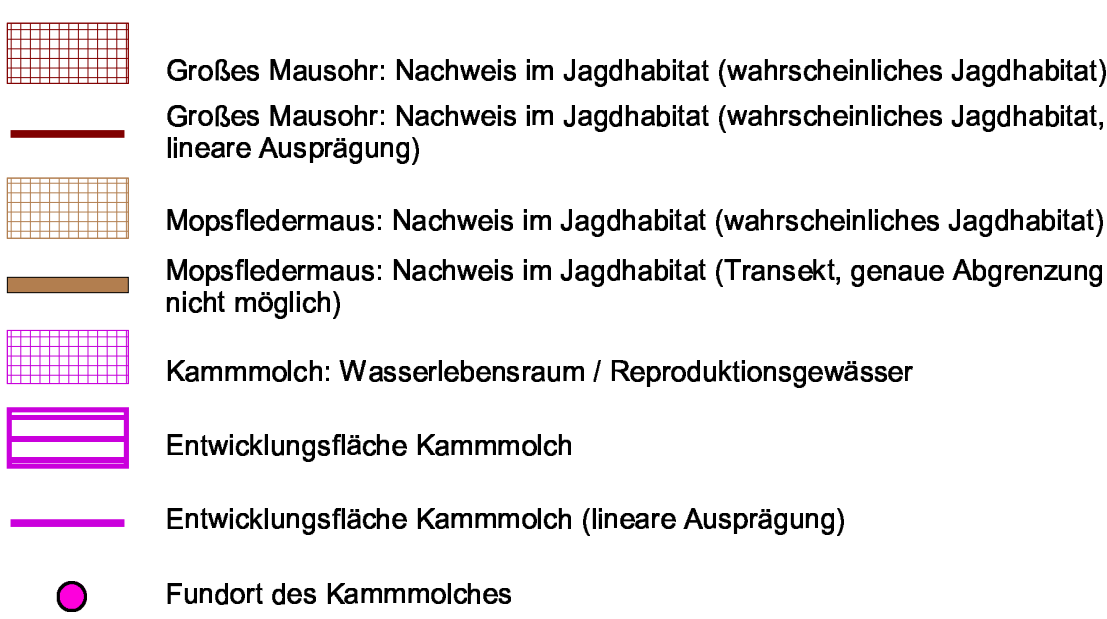 Großes Mausohr: Nachweis im Jagdhabitat (wahrscheinliches Jagdhabitat)
Großes Mausohr: Nachweis im Jagdhabitat (wahrscheinliches Jagdhabitat,
lineare Ausprägung)
Mopsfledermaus: Nachweis im Jagdhabitat (wahrscheinliches Jagdhabitat)
Mopsfledermaus: Nachweis im Jagdhabitat (Transekt, genaue Abgrenzung
nicht möglich)
Kammmolch: Wasserlebensraum / Reproduktionsgewässer
Entwicklungsfläche Kammmolch
Entwicklungsfläche Kammmolch (lineare Ausprägung)
Fundort des Kammmolches